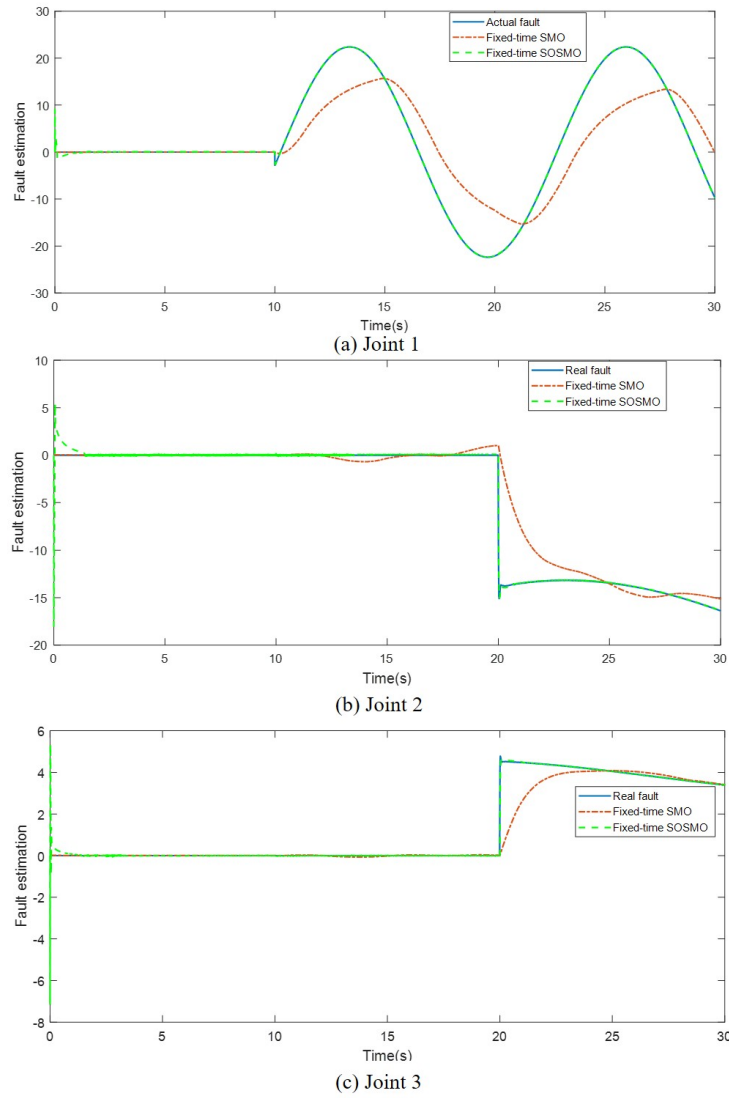 30
20
10
0
-10
-20
-30
Fault estimation
Actual fault
Fixed-time SMO
Fixed-time SOSMO
0 5 10 15 20 25 30
Time(s)
(a) Joint 1
10
5
0
-5
-10
-15
-20
Fault estimation
Real fault
Fixed-time SMO
Fixed-time SOSMO
0 5 10 15 20 25 30
Time(s)
(b) Joint 2
6
4
2
0
-2
-4
-6
-8
Fault estimation
Real fault
Fixed-time SMO
Fixed-time SOSMO
0 5 10 15 20 25 30
Time(s)
(c) Joint 3